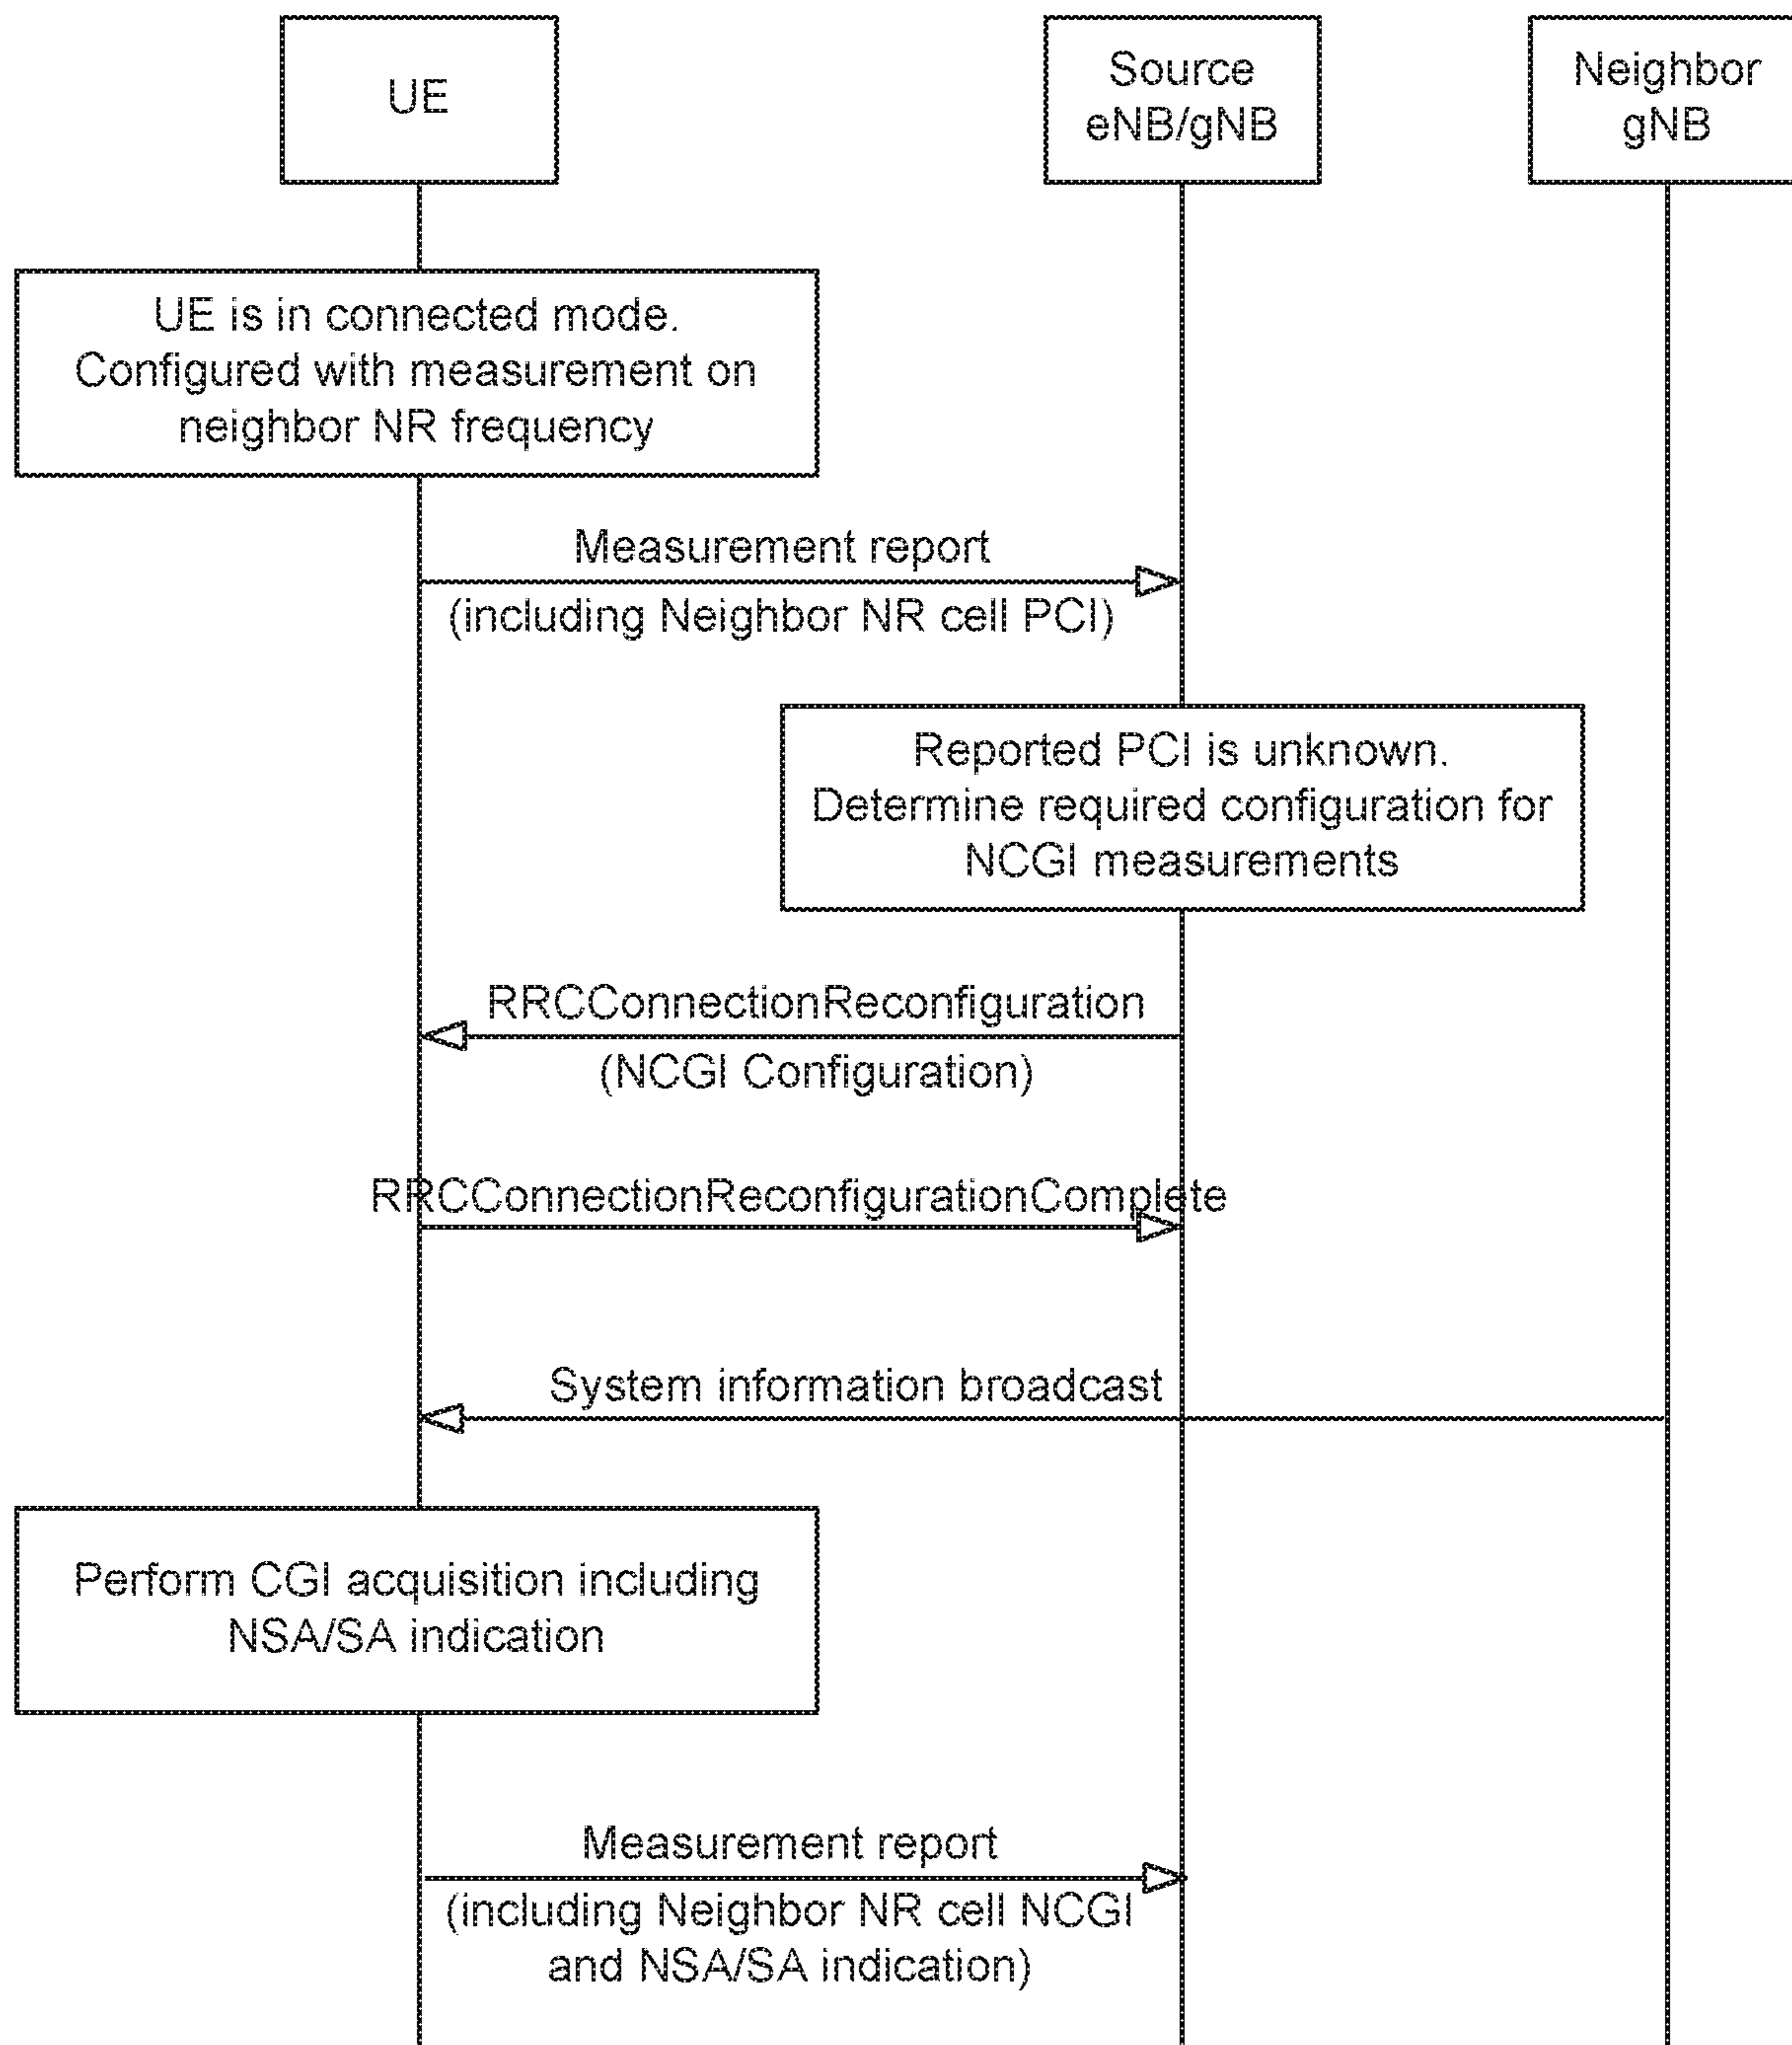 UE
Source
eNB/gNB
Neighbor
gNB
UE is in connected mode.
Configured with measurement on
neighbor NR frequency
Measurement report
(including Neighbor NR cell PCI)
Reported PCI is unknown.
Determine required configuration for
NCGI measurements
RRCConnectionReconfiguration
(NCGI Configuration)
RRCConnectionReconfigurationComplete
System information broadcast
Perform CGI acquisition including
NSA/SA indication
Measurement report
(including Neighbor NR cell NCGI
and NSA/SA indication)